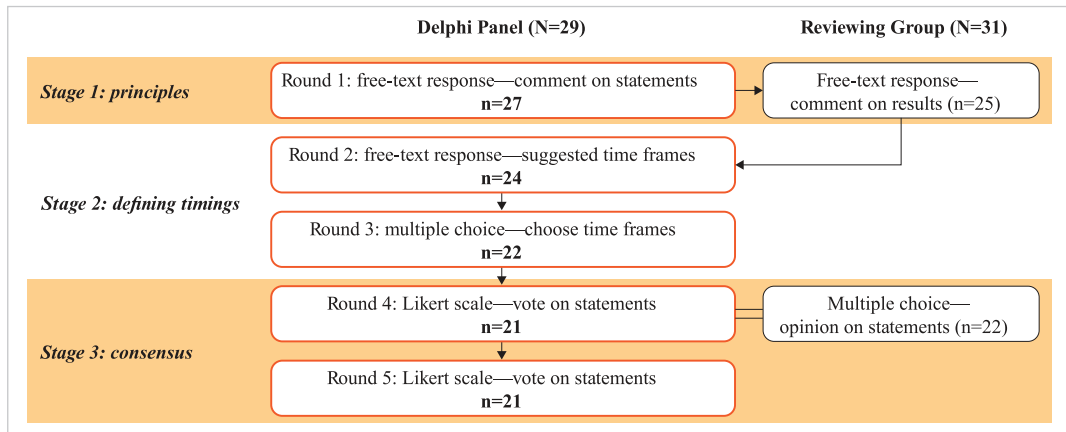 Delphi Panel (N=29)
Reviewing Group (N=31)
Stage 1: principles
Round 1: free-text response—comment on statements
n=27
Free-text response—
comment on results (n=25)
Stage 2: defining timings
Round 2: free-text response—suggested time frames
n=24
Round 3: multiple choice—choose time frames
n=22
Stage 3: consensus
Round 4: Likert scale—vote on statements
n=21
Multiple choice—
opinion on statements (n=22)
Round 5: Likert scale—vote on statements
n=21